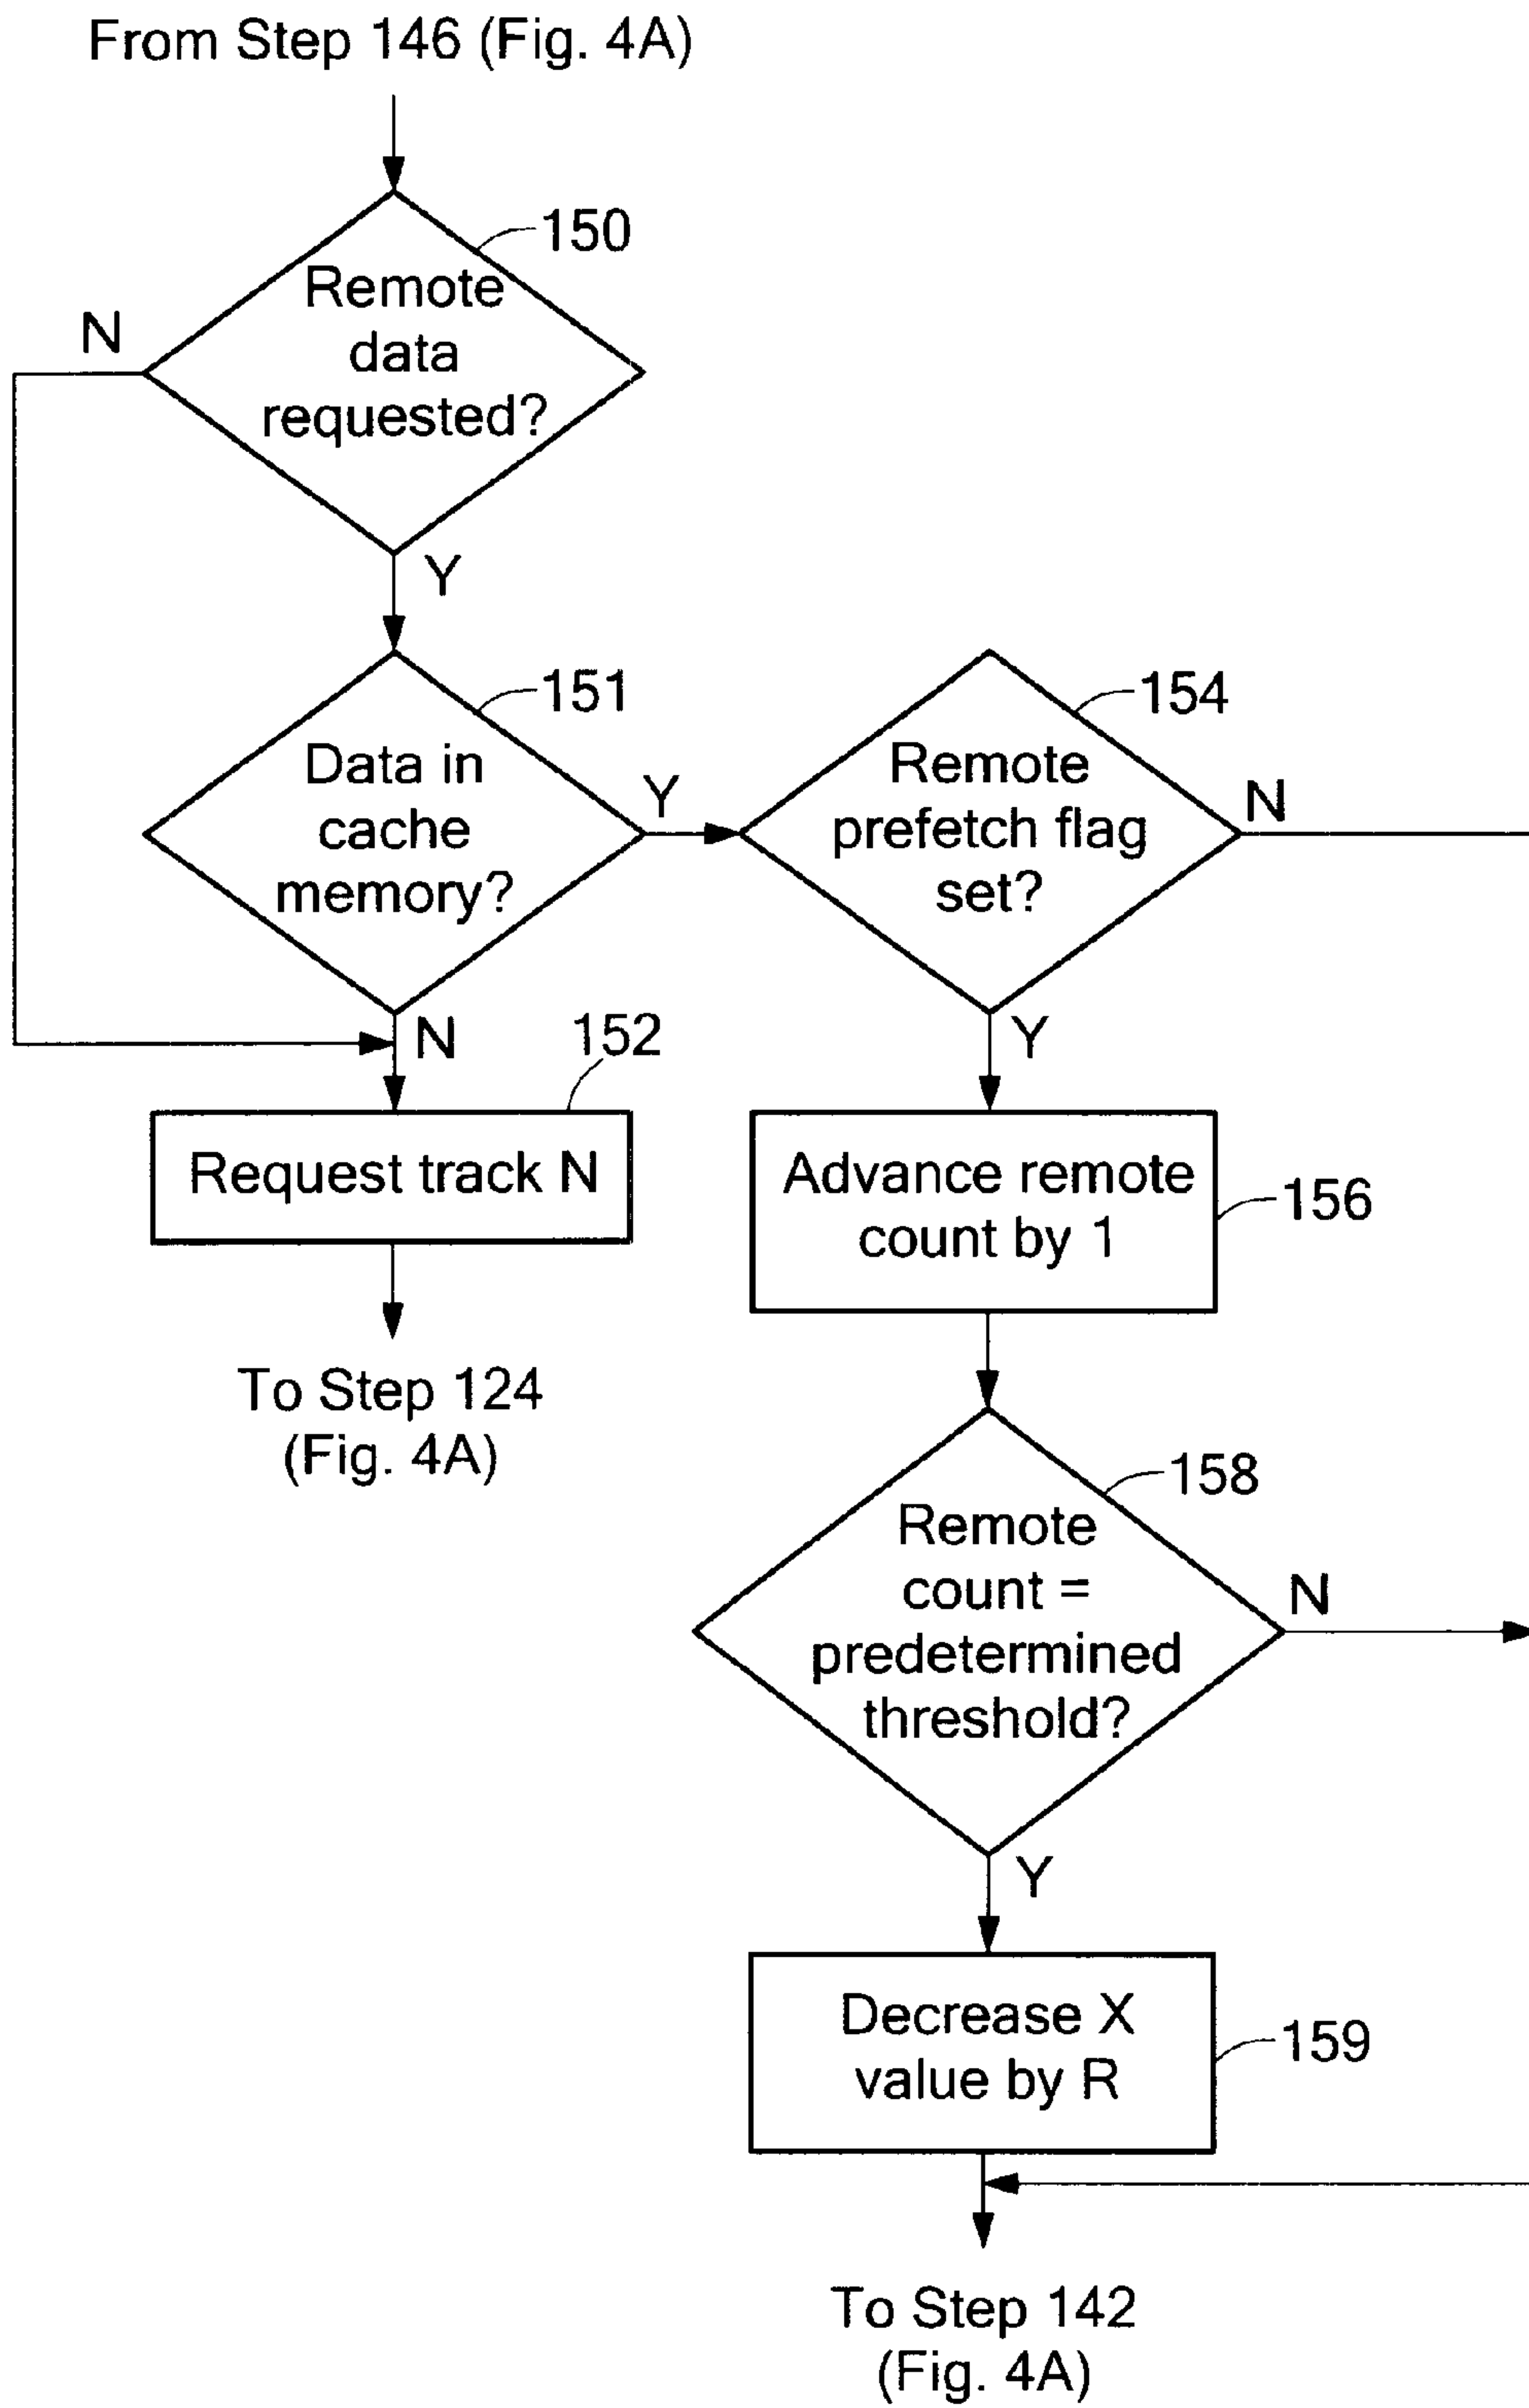 From Step 146 (Fig. 4A)
150
Remote
data
requested?
N
Y
151
Data in
cache
memory?
Y
N
154
Remote
prefetch flag
set?
N
Y
152
Request track N
To Step 124
(Fig. 4A)
Advance remote
count by 1
156
158
Remote
count =
predetermined
threshold?
N
Y
Decrease X
value by R
159
To Step 142
(Fig. 4A)